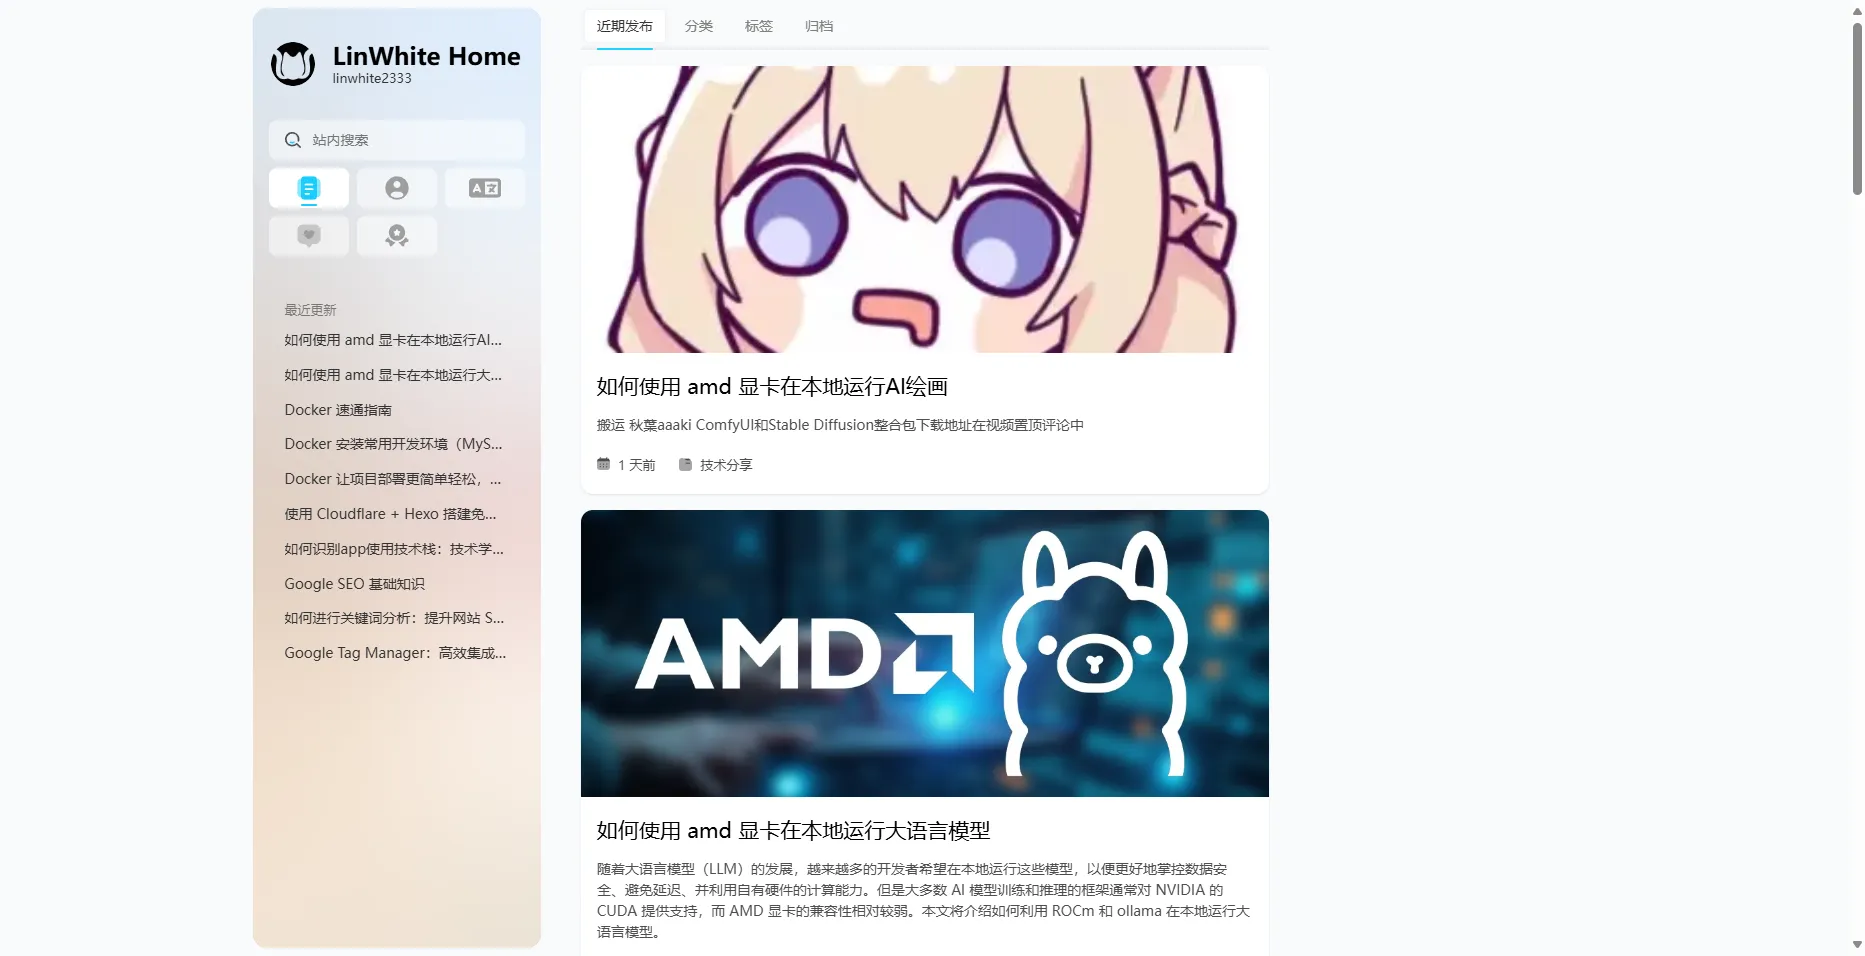 LinWhite Home
linwhite2333
站内搜索
最近更新
如何使用 amd 显卡在本地运行AI...
如何使用 amd 显卡在本地运行大...
Docker 速通指南
Docker 安装常用开发环境（MyS...
Docker 让项目部署更简单轻松，...
使用 Cloudflare + Hexo 搭建免...
如何识别app使用技术栈：技术学...
Google SEO 基础知识
如何进行关键词分析：提升网站 S...
Google Tag Manager：高效集成...
近期发布 分类 标签 归档
如何使用 amd 显卡在本地运行AI绘画
搬运 秋葉aaaki ComfyUI和Stable Diffusion整合包下载地址在视频置顶评论中
1 天前 技术分享
AMD
如何使用 amd 显卡在本地运行大语言模型
随着大语言模型（LLM）的发展，越来越多的开发者希望在本地运行这些模型，以便更好地掌控数据安
全、避免延迟、并利用自有硬件的计算能力。但是大多数 AI 模型训练和推理的框架通常对 NVIDIA 的
CUDA 提供支持，而 AMD 显卡的兼容性相对较弱。本文将介绍如何利用 ROCm 和 ollama 在本地运行大
语言模型。